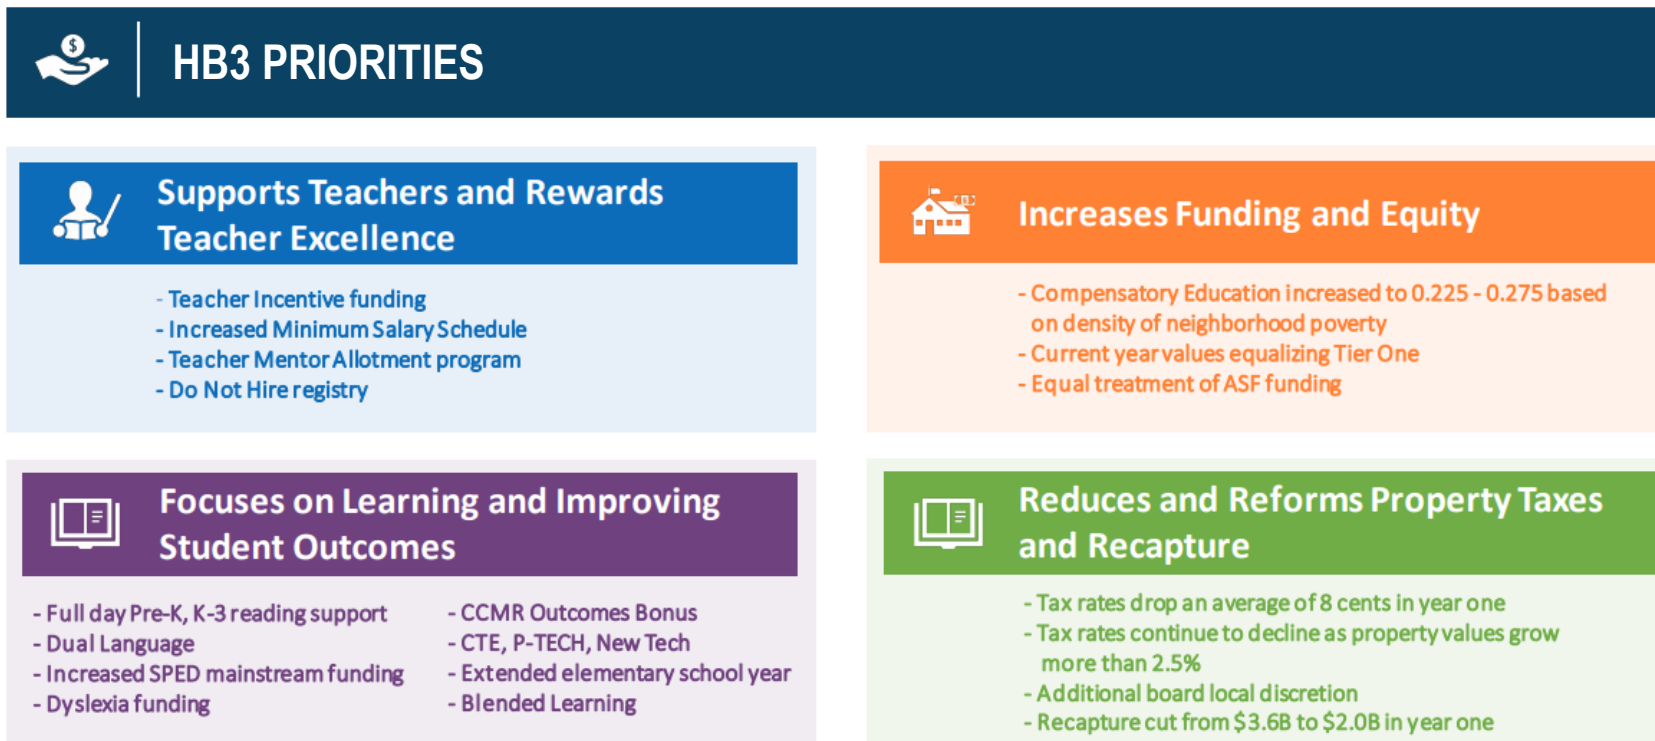 HB3 PRIORITIES
Supports Teachers and Rewards
Teacher Excellence
- Teacher Incentive funding
- Increased Minimum Salary Schedule
- Teacher Mentor Allotment program
- Do Not Hire registry
Increases Funding and Equity
- Compensatory Education increased to 0.225 - 0.275 based
on density of neighborhood poverty
- Current year values equalizing Tier One
- Equal treatment of ASF funding
Focuses on Learning and Improving
Student Outcomes
- Full day Pre-K, K-3 reading support
- Dual Language
- Increased SPED mainstream funding
- Dyslexia funding
- CCMR Outcomes Bonus
- CTE, P-TECH, New Tech
- Extended elementary school year
- Blended Learning
Reduces and Reforms Property Taxes
and Recapture
- Tax rates drop an average of 8 cents in year one
- Tax rates continue to decline as property values grow
more than 2.5%
- Additional board local discretion
- Recapture cut from $3.6B to $2.0B in year one